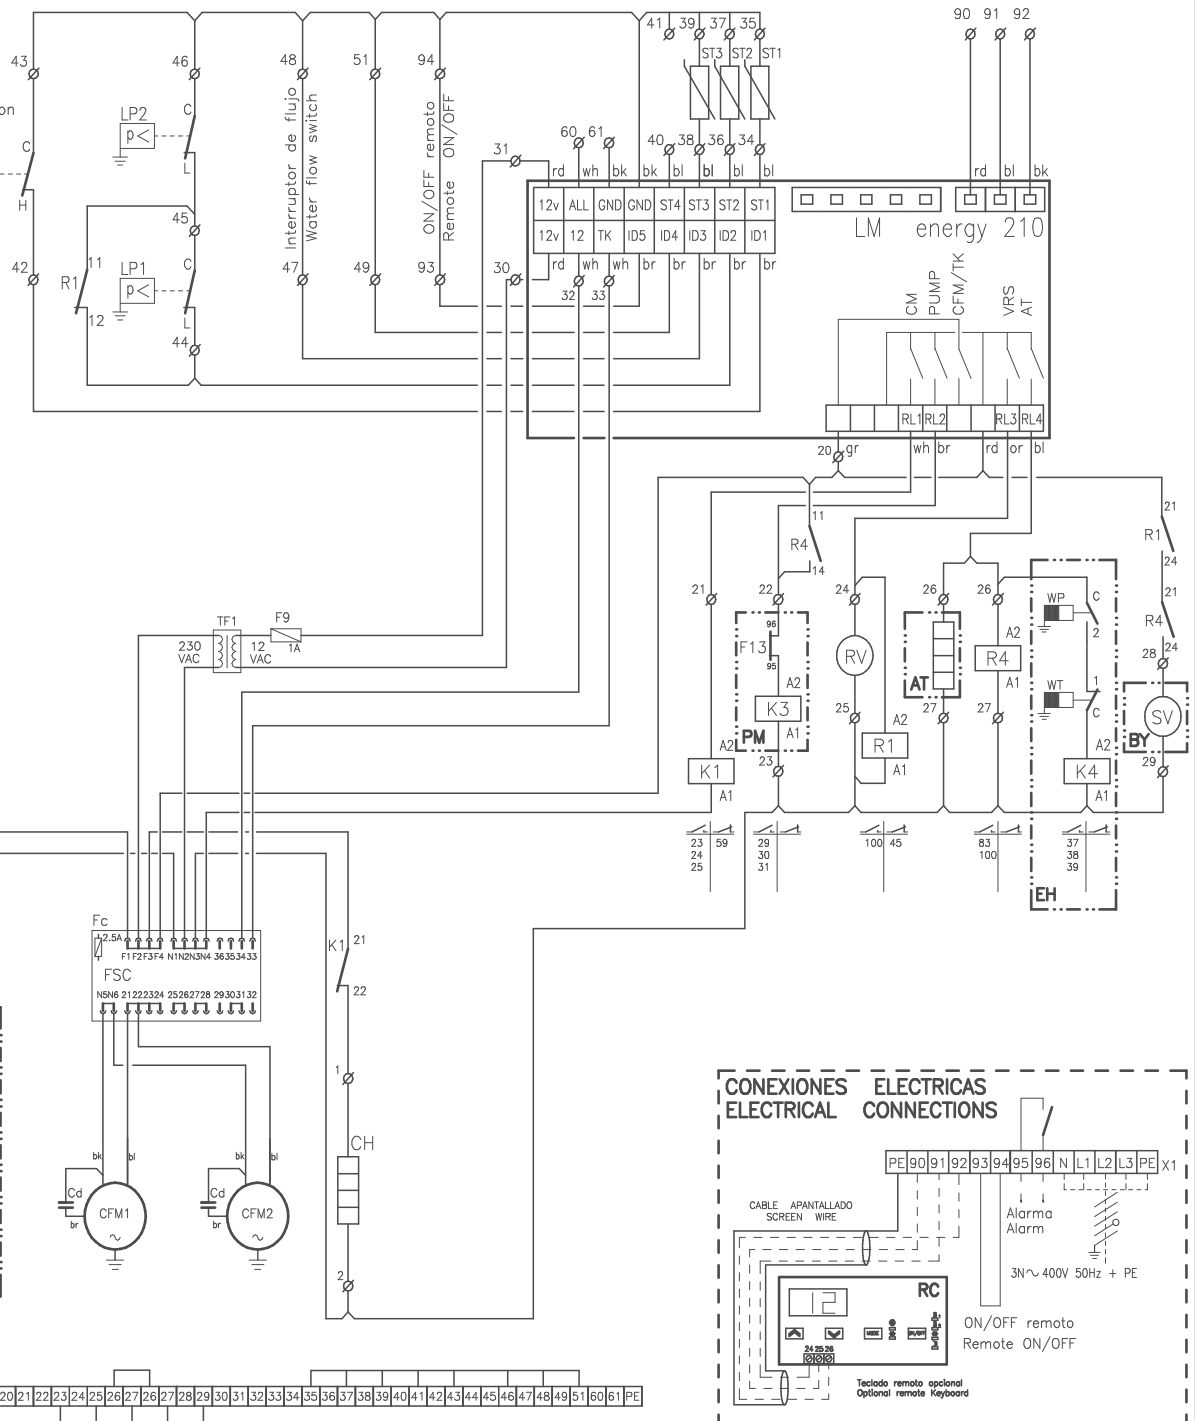 41 39 37 35 90 91 92
43 46 48 51 94
ST3 ST2 ST1
on
LP2 C
p<
L
C
H
Interruptor de flujo
Water flow switch
ON/OFF remoto
Remote ON/OFF
31 60 61 40 38 36 34
rd wh bk bk bl bl bl bl rd bl bk
12v ALL GND GND ST4 ST3 ST2 ST1
12v 12 TK ID5 ID4 ID3 ID2 ID1
LM energy 210
rd wh wh br br br br br
45
42 R1 11 LP1 C 47 49 93 30
p<
12 L
32 33
44
CM PUMP CFM/TK VRS AT
RL1 RL2 RL3 RL4
20 gr wh br rd or bl
11
R4
14
21
R1
24
21
R4
24
21 22 24 26 26
WP C
2
TF1 F9
230 VAC 12 VAC 1A
96
F13
95
RV
AT
A2
R4
A1
28
WT 1
C
SV
BY
A2
K3
A1
PM
25 27 27
A2
R1
A1
A2
K1
A1
23
A2
K4
A1
29
23 59
24
25
29
30
31
100 45
83
100
37
38
39
EH
Fc
2.5A
F1 F2 F3 F4 N1 N2 N3 N4 36 35 34 33
FSC
N5 N6 21 22 23 24 25 26 27 28 29 30 31 32
K1 21
22
1
CH
2
bk bl bk bl
Cd CFM1 Cd CFM2
br br
CONEXIONES ELECTRICAS
ELECTRICAL CONNECTIONS
PE 90 91 92 93 94 95 96 N L1 L2 L3 PE X1
CABLE APANTALLADO
SCREEN WIRE
Alarma
Alarm
3N~400V 50Hz + PE
RC
12
MODE ON/OFF
24 25 26
ON/OFF remoto
Remote ON/OFF
Teclado remoto opcional
Optional remote Keyboard
20 21 22 23 24 25 26 27 26 27 28 29 30 31 32 33 34 35 36 37 38 39 40 41 42 43 44 45 46 47 48 49 51 60 61 PE